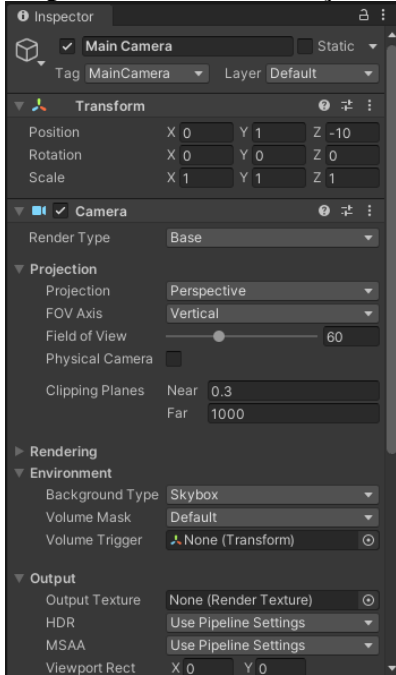 Inspector
Main Camera Static
Tag MainCamera Layer Default
Transform
Position X 0 Y 1 Z -10
Rotation X 0 Y 0 Z 0
Scale X 1 Y 1 Z 1
Camera
Render Type Base
Projection
Projection Perspective
FOV Axis Vertical
Field of View 60
Physical Camera
Clipping Planes Near 0.3
Far 1000
Rendering
Environment
Background Type Skybox
Volume Mask Default
Volume Trigger None (Transform)
Output
Output Texture None (Render Texture)
HDR Use Pipeline Settings
MSAA Use Pipeline Settings
Viewport Rect X 0 Y 0